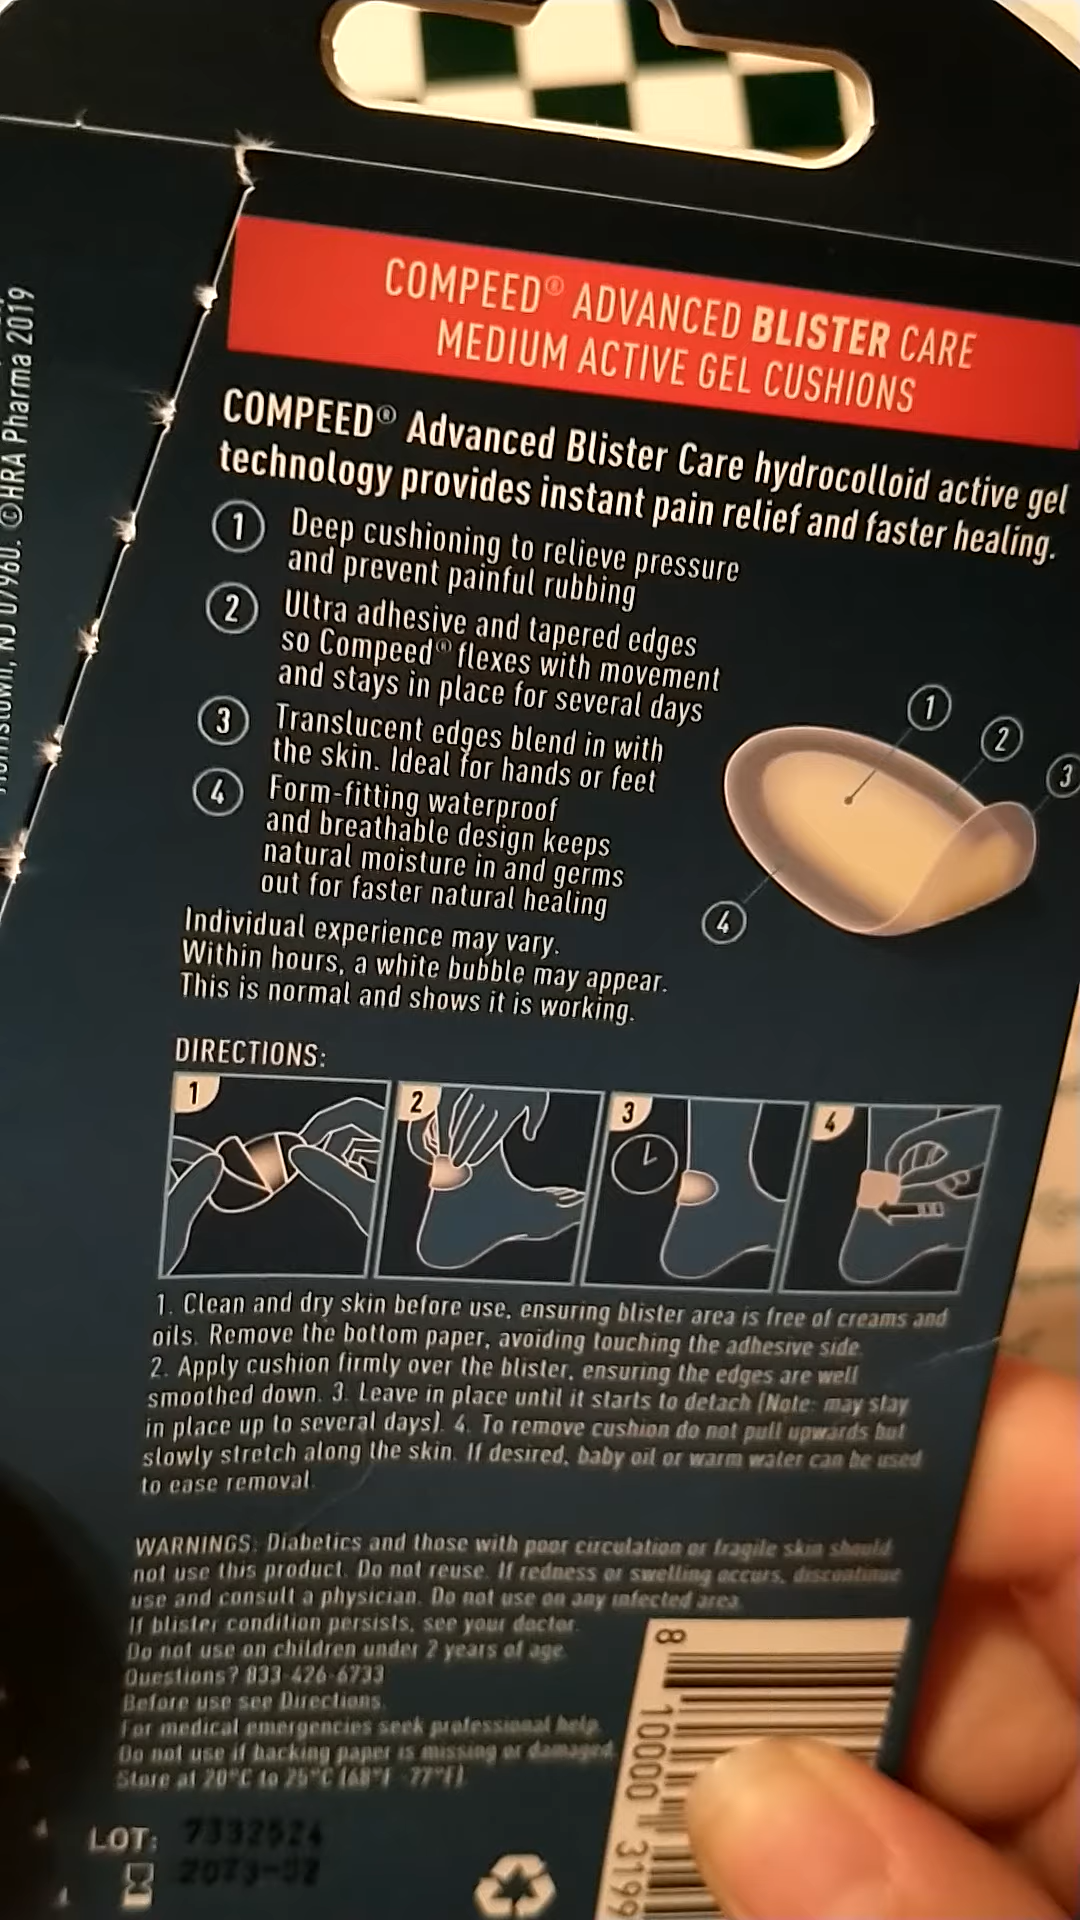 COMPEED® ADVANCED BLISTER CARE
MEDIUM ACTIVE GEL CUSHIONS
COMPEED® Advanced Blister Care hydrocolloid active gel
technology provides instant pain relief and faster healing.
1 Deep cushioning to relieve pressure
and prevent painful rubbing
2 Ultra adhesive and tapered edges
so Compeed® flexes with movement
and stays in place for several days
3 Translucent edges blend in with
the skin. Ideal for hands or feet
4 Form-fitting waterproof
and breathable design keeps
natural moisture in and germs
out for faster natural healing
1
2
3
4
Individual experience may vary.
Within hours, a white bubble may appear.
This is normal and shows it is working.
DIRECTIONS:
1 2 3 4
1. Clean and dry skin before use, ensuring blister area is free of creams and
oils. Remove the bottom paper, avoiding touching the adhesive side.
2. Apply cushion firmly over the blister, ensuring the edges are well
smoothed down. 3. Leave in place until it starts to detach (Note: may stay
in place up to several days). 4. To remove cushion do not pull upwards but
slowly stretch along the skin. If desired, baby oil or warm water can be used
to ease removal.
WARNINGS: Diabetics and those with poor circulation or fragile skin should
not use this product. Do not reuse. If redness or swelling occurs, discontinue
use and consult a physician. Do not use on any infected area.
If blister condition persists, see your doctor.
Do not use on children under 2 years of age.
Questions? 833-426-6733
Before use see Directions.
For medical emergencies seek professional help.
Do not use if backing paper is missing or damaged.
Store at 20°C to 25°C (68°F -77°F).
LOT: 7332524
8 10000 3199
NJ 07960. ©HRA Pharma 2019